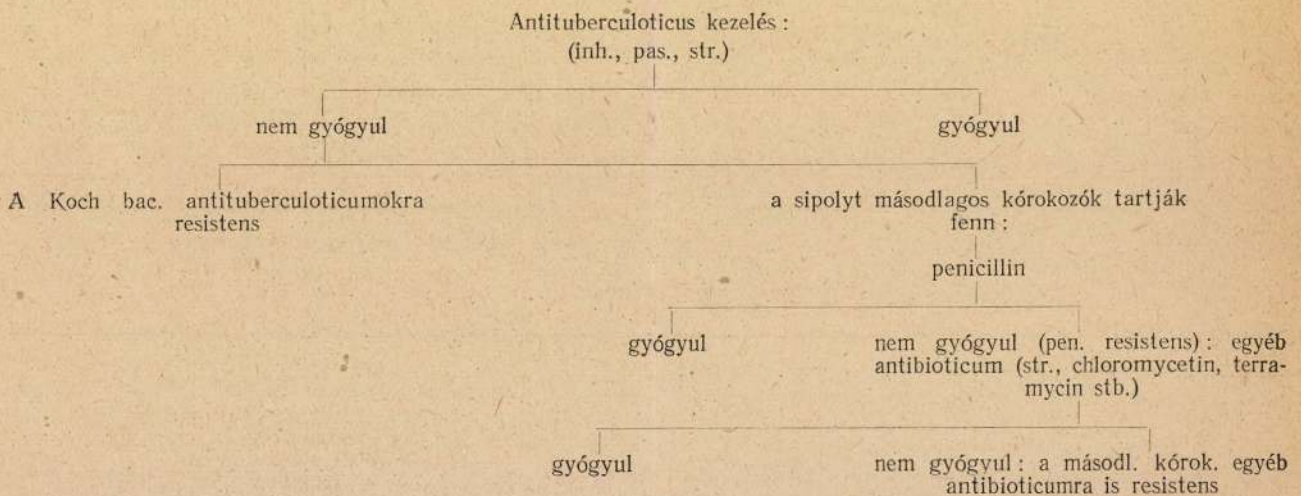 Antituberculoticus kezelés :
(inh., pas., str.)
nem gyógyul
gyógyul
A Koch bac. antituberculoticumokra
resistens
a sipolyt másodlagos kórokozók tartják
fenn :
penicillin
gyógyul
nem gyógyul (pen. resistens) : egyéb
antibioticum (str., chloromycetin, terra-
mycin stb.)
gyógyul
nem gyógyul : a másodl. kórok. egyéb
antibioticumra is resistens